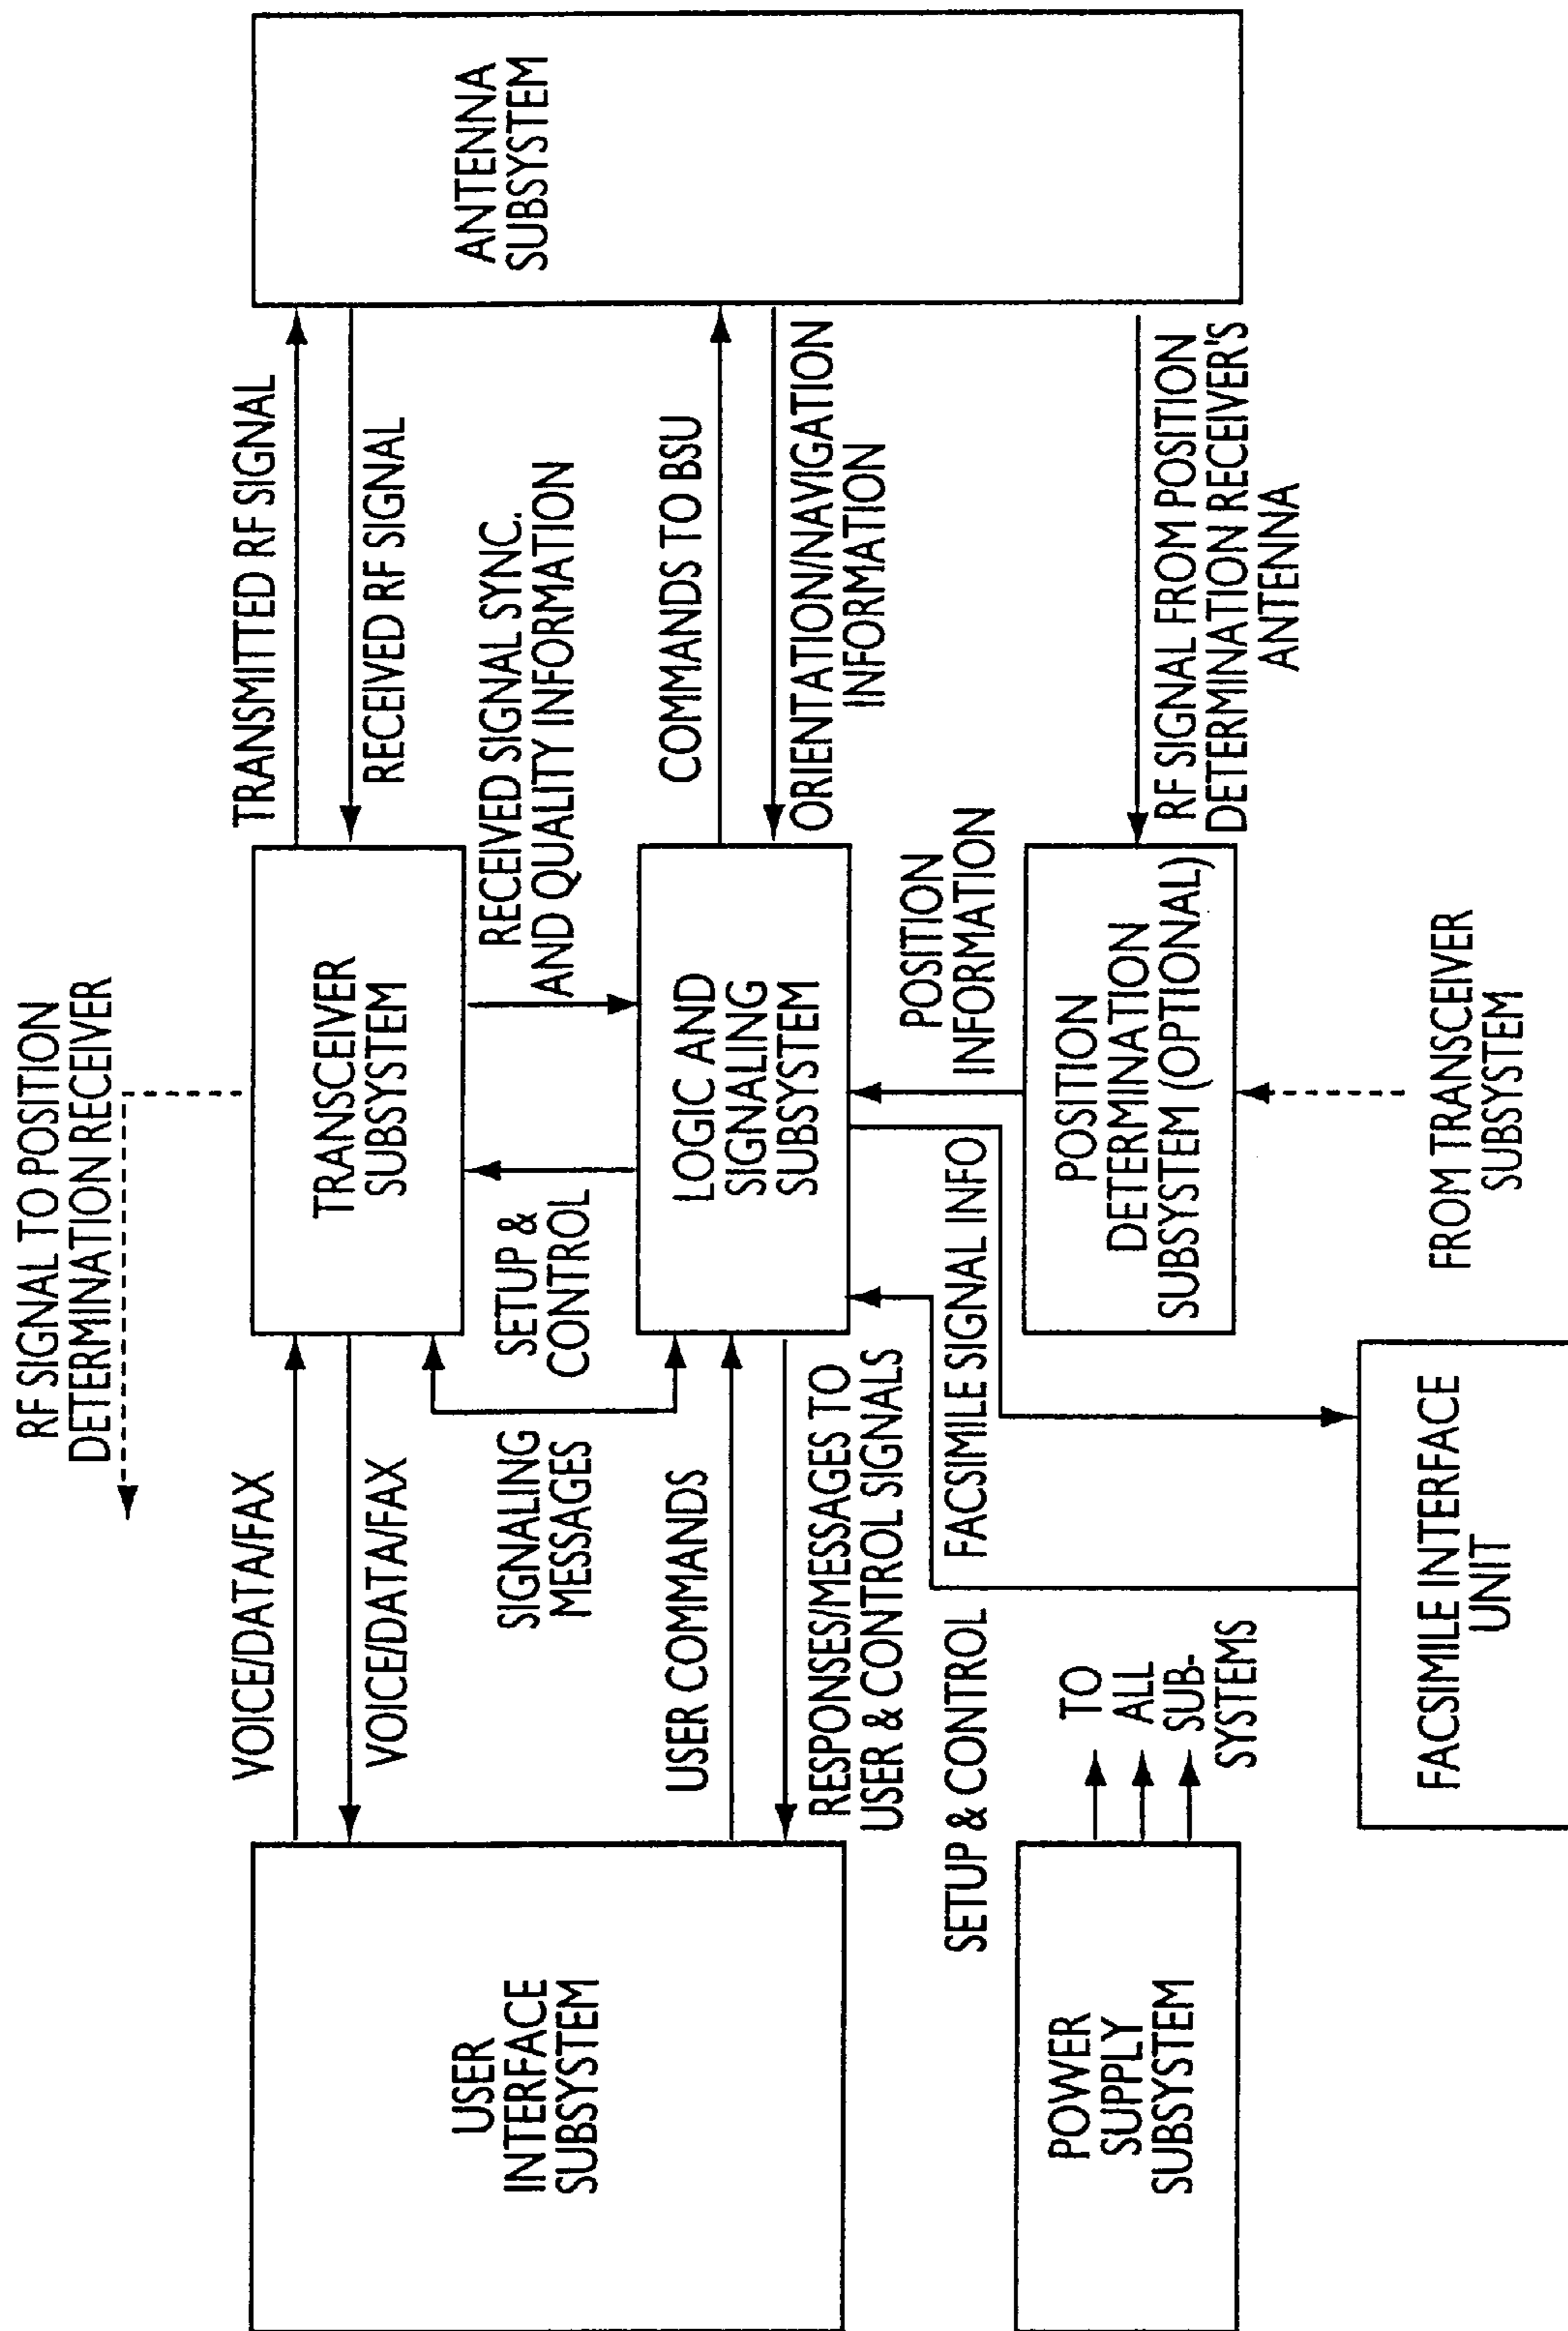 RF SIGNAL TO POSITION
DETERMINATION RECEIVER
VOICE/DATA/FAX
VOICE/DATA/FAX
TRANSMITTED RF SIGNAL
RECEIVED RF SIGNAL
TRANSCEIVER
SUBSYSTEM
ANTENNA
SUBSYSTEM
SIGNALING
MESSAGES
SETUP &
CONTROL
RECEIVED SIGNAL SYNC.
AND QUALITY INFORMATION
USER
INTERFACE
SUBSYSTEM
USER COMMANDS
RESPONSES/MESSAGES TO
USER & CONTROL SIGNALS
LOGIC AND
SIGNALING
SUBSYSTEM
COMMANDS TO BSU
ORIENTATION/NAVIGATION
INFORMATION
SETUP & CONTROL
FACSIMILE SIGNAL INFO
POSITION
INFORMATION
POWER
SUPPLY
SUBSYSTEM
TO
ALL
SUB-
SYSTEMS
POSITION
DETERMINATION
SUBSYSTEM (OPTIONAL)
RF SIGNAL FROM POSITION
DETERMINATION RECEIVER'S
ANTENNA
FACSIMILE INTERFACE
UNIT
FROM TRANSCEIVER
SUBSYSTEM